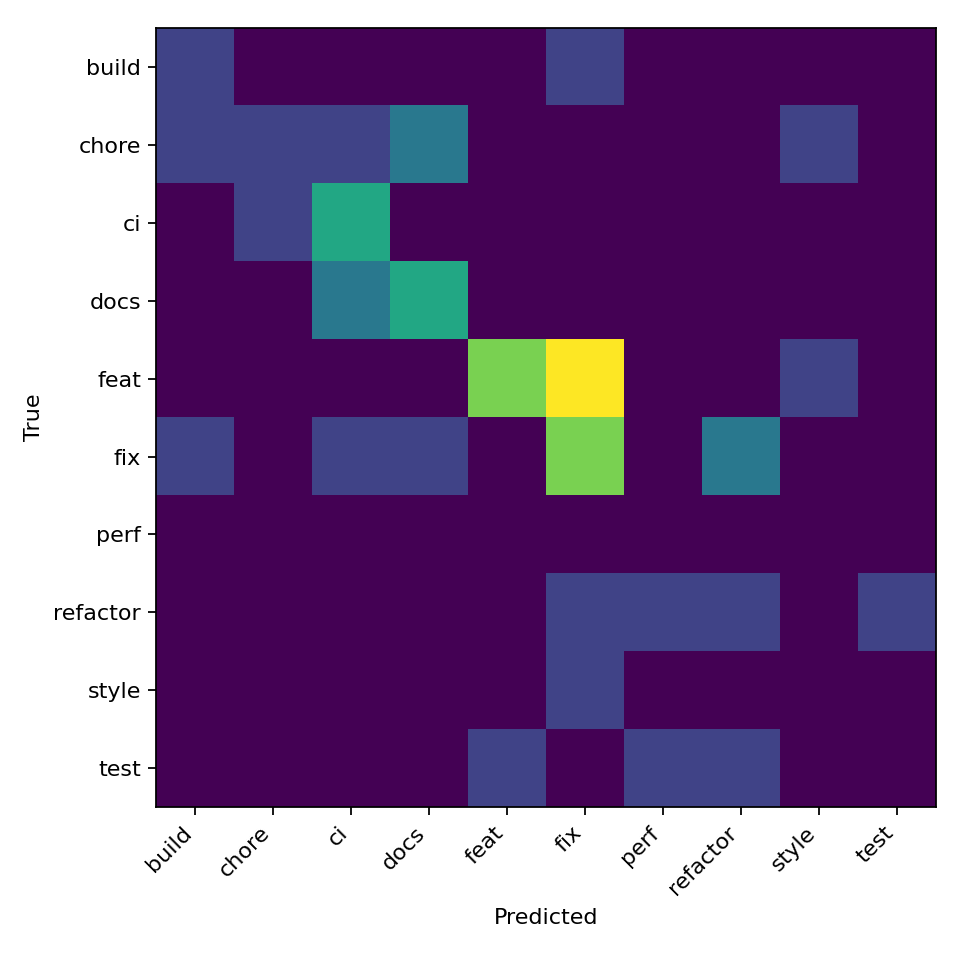 build
chore
ci
docs
feat
fix
perf
refactor
style
test
True
build
chore
ci
docs
feat
fix
perf
refactor
style
test
Predicted